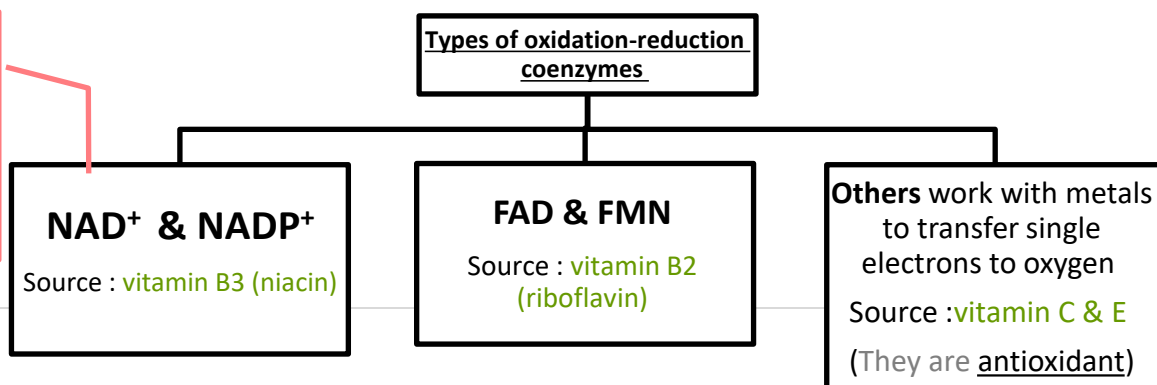 Types of oxidation-reduction
coenzymes
NAD⁺ & NADP⁺
Source : vitamin B3 (niacin)
FAD & FMN
Source : vitamin B2
(riboflavin)
Others work with metals
to transfer single
electrons to oxygen
Source :vitamin C & E
(They are antioxidant)